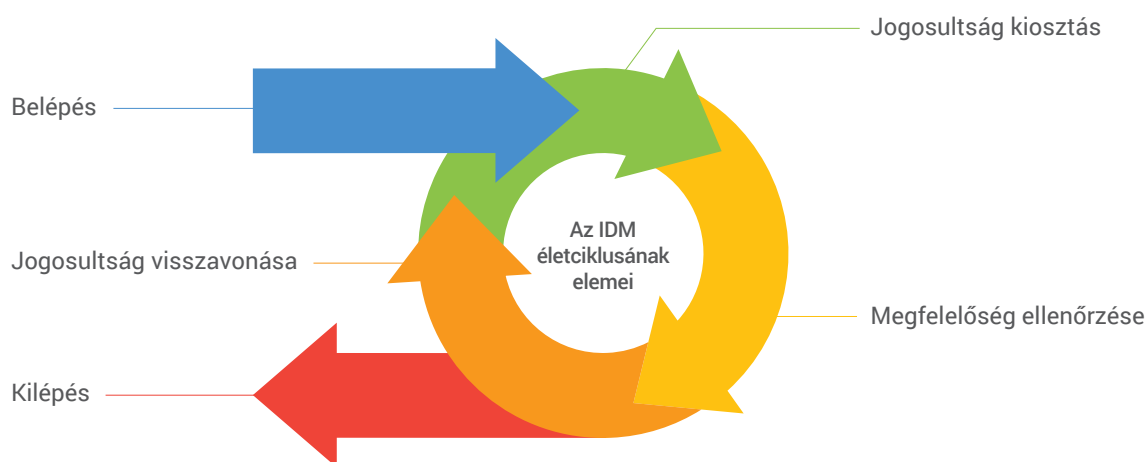 Jogosultság kiosztás
Belépés
Az IDM
életciklusának
elemei
Jogosultság visszavonása
Megfelelőség ellenőrzése
Kilépés